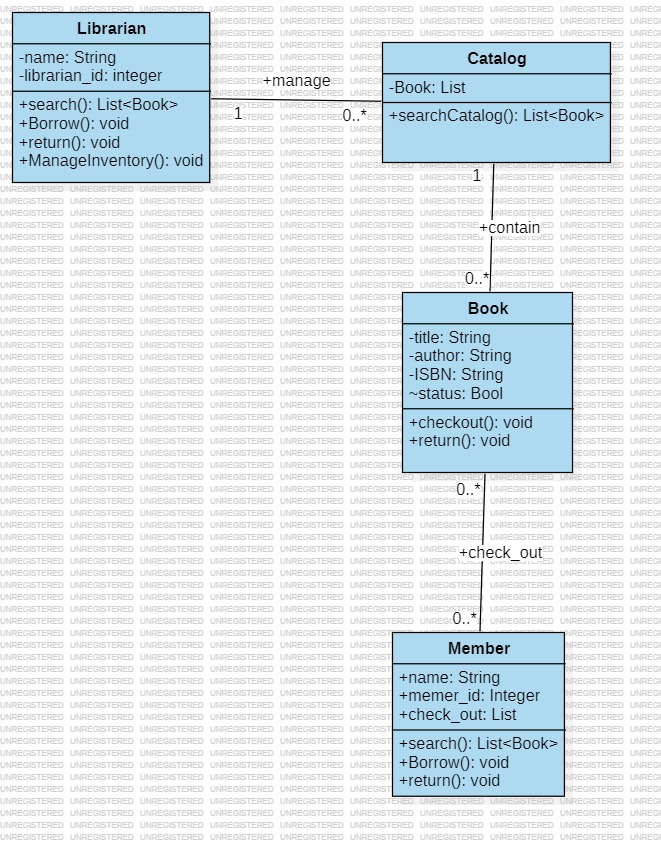 Librarian
-name: String
-librarian_id: integer
+search(): List<Book>
+Borrow(): void
+return(): void
+ManageInventory(): void
+manage
1
0..*
Catalog
-Book: List
+searchCatalog(): List<Book>
1
+contain
0..*
Book
-title: String
-author: String
-ISBN: String
~status: Bool
+checkout(): void
+return(): void
0..*
+check_out
0..*
Member
+name: String
+memer_id: Integer
+check_out: List
+search(): List<Book>
+Borrow(): void
+return(): void
UNREGISTERED